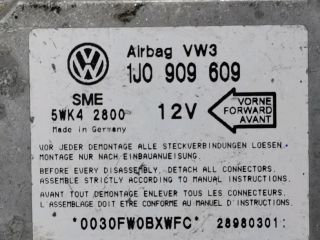 Airbag VW3
1J0 909 609
SME
5WK4 2800
12V
VORNE
FORWARD
AVANT
Made in Germany
VOR JEDER DEMONTAGE ALLE STECKVERBINDUNGEN LOESEN.
MONTAGE NUR NACH EINBAUANWEISUNG.
BEFORE EVERY DISASSEMBLY, DETACH ALL CONNECTORS.
ASSEMBLE STRICTLY ACCORDING TO MANUAL INSTRUCTIONS.
AVANT TOUT DEMONTAGE ENLEVER TOUS LES CONNECTEURS.
L'ASSEMBLAGE DOIT ETRE CONFORME AU MANUEL D'INSTRUCTIONS.
*0030FW0BXWFC*
28980301